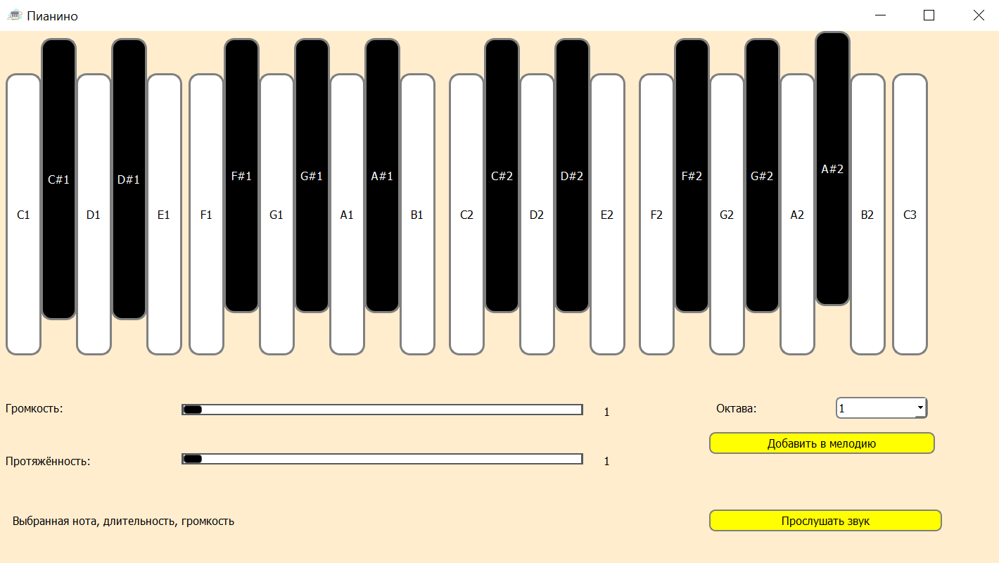 Пианино
C#1 D#1 F#1 G#1 A#1 C#2 D#2 F#2 G#2 A#2
C1 D1 E1 F1 G1 A1 B1 C2 D2 E2 F2 G2 A2 B2 C3
Громкость: 1 Октава: 1
Добавить в мелодию
Протяжённость: 1
Выбранная нота, длительность, громкость Прослушать звук